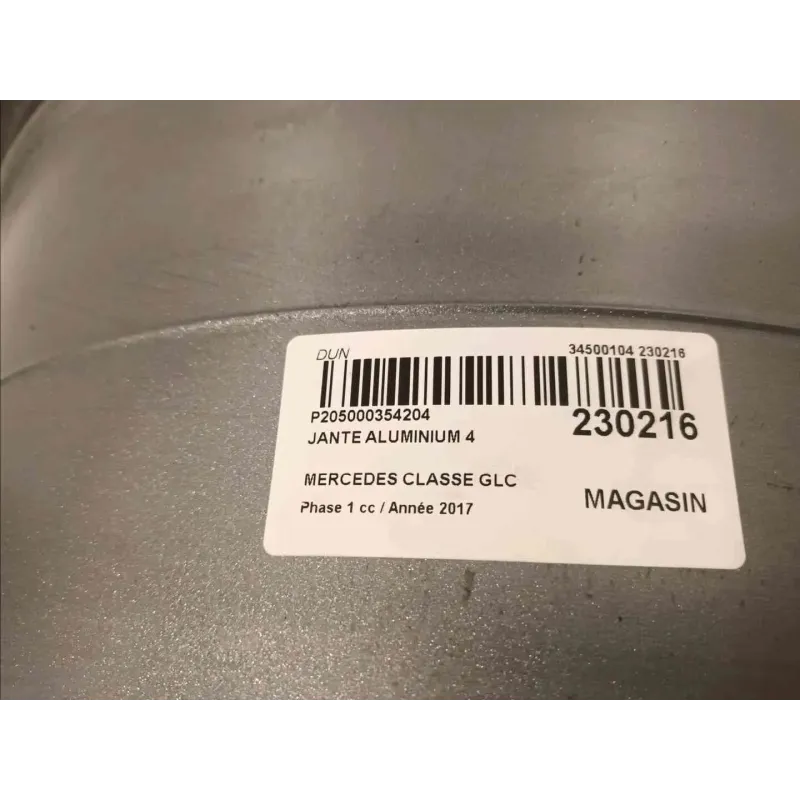 DUN 34500104 230216
P205000354204 230216
JANTE ALUMINIUM 4
MERCEDES CLASSE GLC
Phase 1 cc / Année 2017 MAGASIN